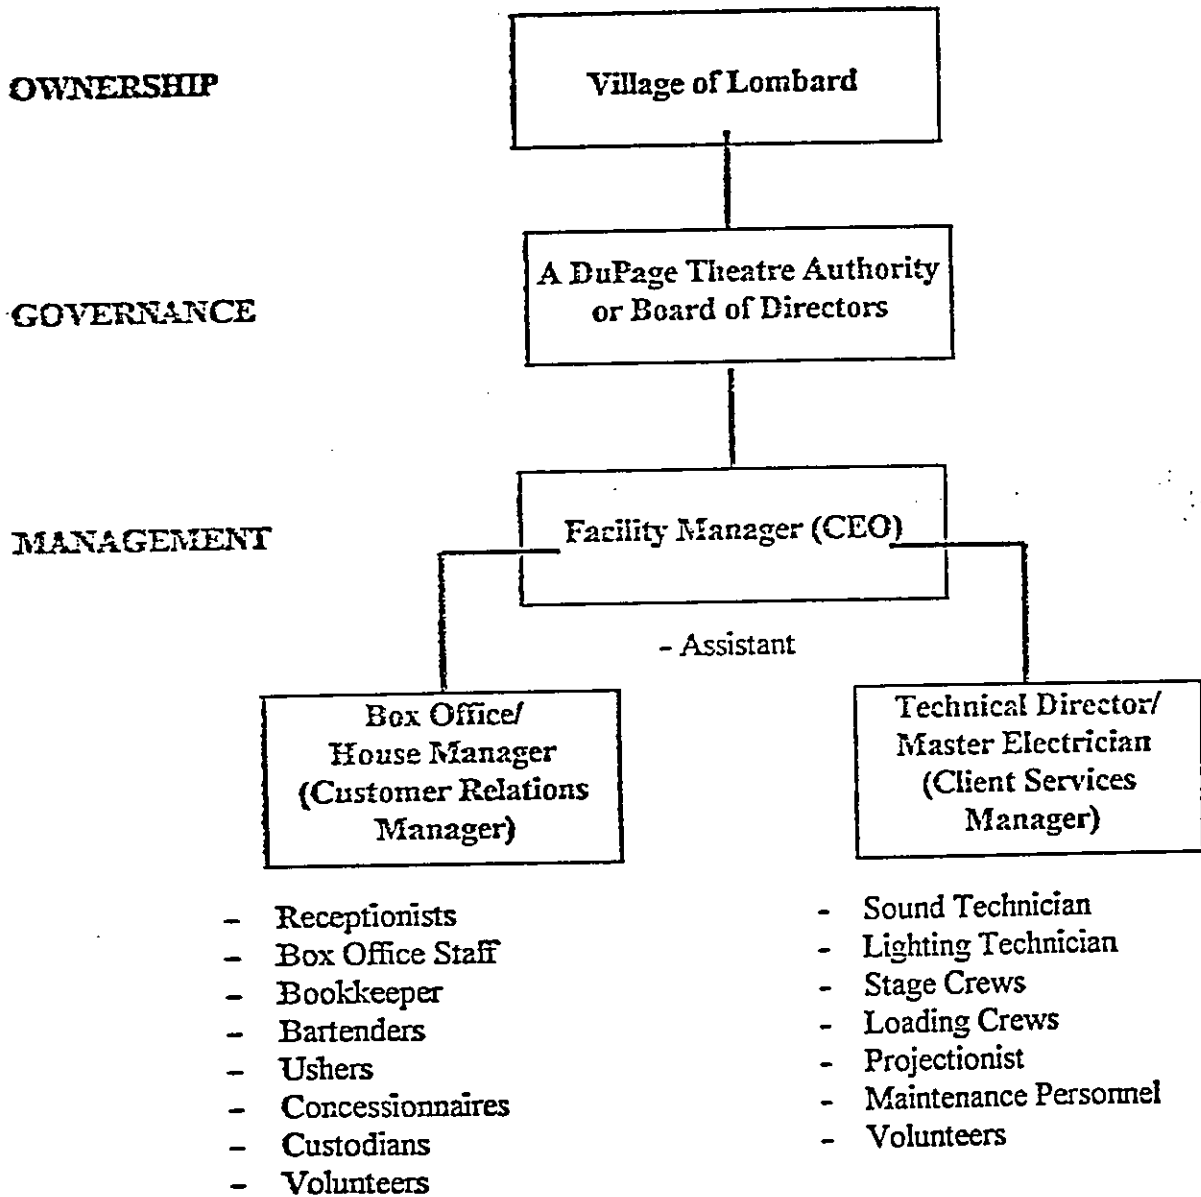 OWNERSHIP
Village of Lombard
GOVERNANCE
A DuPage Theatre Authority
or Board of Directors
MANAGEMENT
Facility Manager (CEO)
- Assistant
Box Office/
House Manager
(Customer Relations
Manager)
- Receptionists
- Box Office Staff
- Bookkeeper
- Bartenders
- Ushers
- Concessionnaires
- Custodians
- Volunteers
Technical Director/
Master Electrician
(Client Services
Manager)
- Sound Technician
- Lighting Technician
- Stage Crews
- Loading Crews
- Projectionist
- Maintenance Personnel
- Volunteers